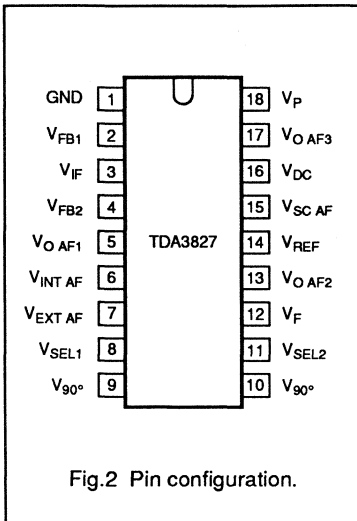 GND 1 18 VP
VFB1 2 17 VO AF3
VIF 3 16 VDC
VFB2 4 15 VSC AF
VO AF1 5 TDA3827 14 VREF
VINT AF 6 13 VO AF2
VEXT AF 7 12 VF
VSEL1 8 11 VSEL2
V90° 9 10 V90°
Fig.2 Pin configuration.